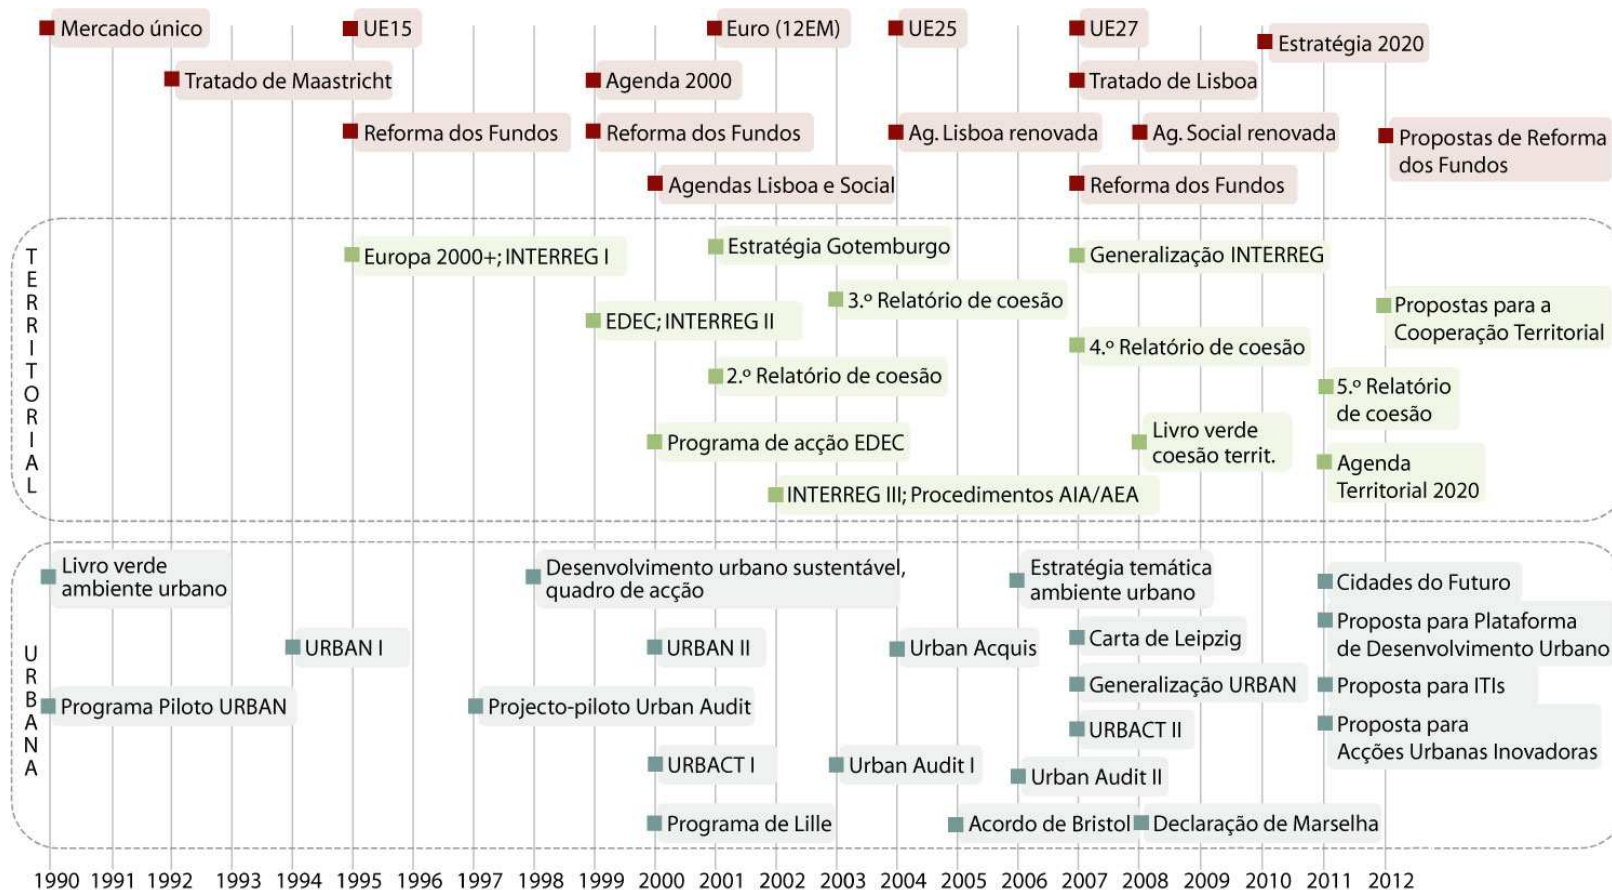 Mercado único
UE15
Euro (12EM)
UE25
UE27
Estratégia 2020
Tratado de Maastricht
Agenda 2000
Tratado de Lisboa
Reforma dos Fundos
Reforma dos Fundos
Ag. Lisboa renovada
Ag. Social renovada
Propostas de Reforma
dos Fundos
Agendas Lisboa e Social
Reforma dos Fundos
TERRITORIAL
Europa 2000+; INTERREG I
Estratégia Gotemburgo
Generalização INTERREG
3.º Relatório de coesão
Propostas para a
Cooperação Territorial
EDEC; INTERREG II
4.º Relatório de coesão
2.º Relatório de coesão
5.º Relatório
de coesão
Programa de acção EDEC
Livro verde
coesão territ.
Agenda
Territorial 2020
INTERREG III; Procedimentos AIA/AEA
URBANA
Livro verde
ambiente urbano
Desenvolvimento urbano sustentável,
quadro de acção
Estratégia temática
ambiente urbano
Cidades do Futuro
Proposta para Plataforma
de Desenvolvimento Urbano
URBAN I
URBAN II
Urban Acquis
Carta de Leipzig
Generalização URBAN
Proposta para ITIs
Programa Piloto URBAN
Projecto-piloto Urban Audit
URBACT II
Proposta para
Acções Urbanas Inovadoras
URBACT I
Urban Audit I
Urban Audit II
Programa de Lille
Acordo de Bristol
Declaração de Marselha
1990 1991 1992 1993 1994 1995 1996 1997 1998 1999 2000 2001 2002 2003 2004 2005 2006 2007 2008 2009 2010 2011 2012